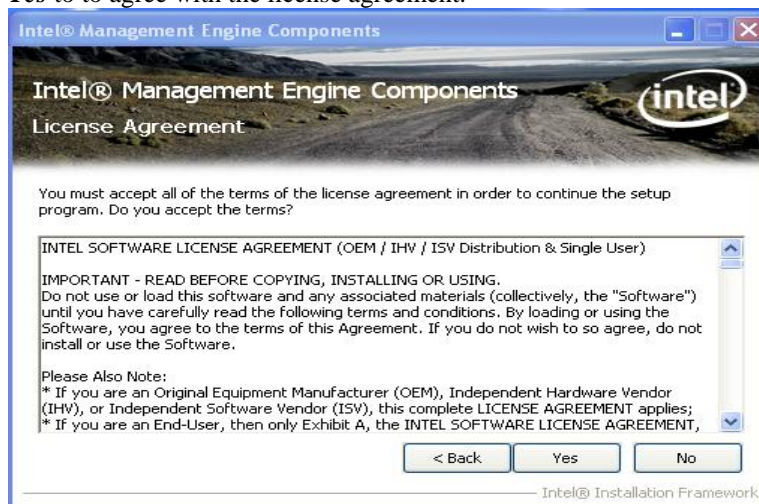 Yes to to agree with the license agreement.
Intel® Management Engine Components
Intel® Management Engine Components
intel
License Agreement
You must accept all of the terms of the license agreement in order to continue the setup
program. Do you accept the terms?
INTEL SOFTWARE LICENSE AGREEMENT (OEM / IHV / ISV Distribution & Single User)
IMPORTANT - READ BEFORE COPYING, INSTALLING OR USING.
Do not use or load this software and any associated materials (collectively, the "Software")
until you have carefully read the following terms and conditions. By loading or using the
Software, you agree to the terms of this Agreement. If you do not wish to so agree, do not
install or use the Software.
Please Also Note:
* If you are an Original Equipment Manufacturer (OEM), Independent Hardware Vendor
(IHV), or Independent Software Vendor (ISV), this complete LICENSE AGREEMENT applies;
* If you are an End-User, then only Exhibit A, the INTEL SOFTWARE LICENSE AGREEMENT,
< Back Yes No
Intel® Installation Framework